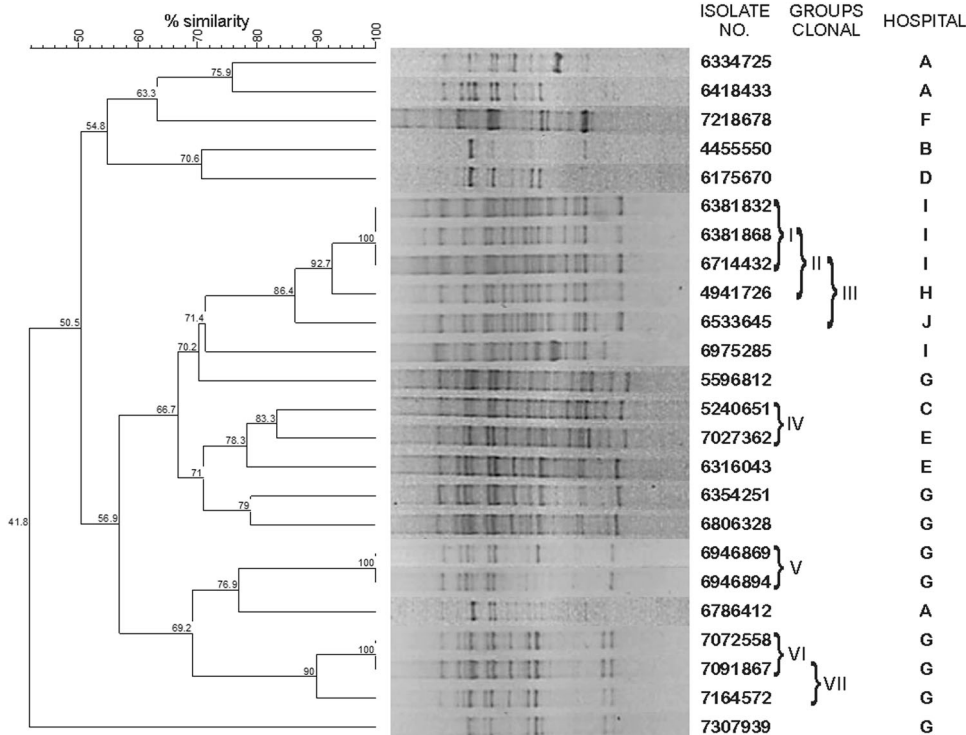 % similarity
50 60 70 80 90 100
ISOLATE NO. GROUPS CLONAL HOSPITAL
6334725 A
75.9
6418433 A
63.3
7218678 F
54.8
4455550 B
70.6
6175670 D
6381832 I
6381868 I I
100
6714432 I
92.7 II
4941726 H
86.4 III
6533645 J
71.4
50.5
6975285 I
70.2
5596812 G
66.7
5240651 C
83.3 IV
7027362 E
78.3
6316043 E
71
6354251 G
79
6806328 G
41.8
56.9
6946869 G
100 V
6946894 G
76.9
6786412 A
69.2
7072558 G
100 VI
7091867 G
90 VII
7164572 G
7307939 G